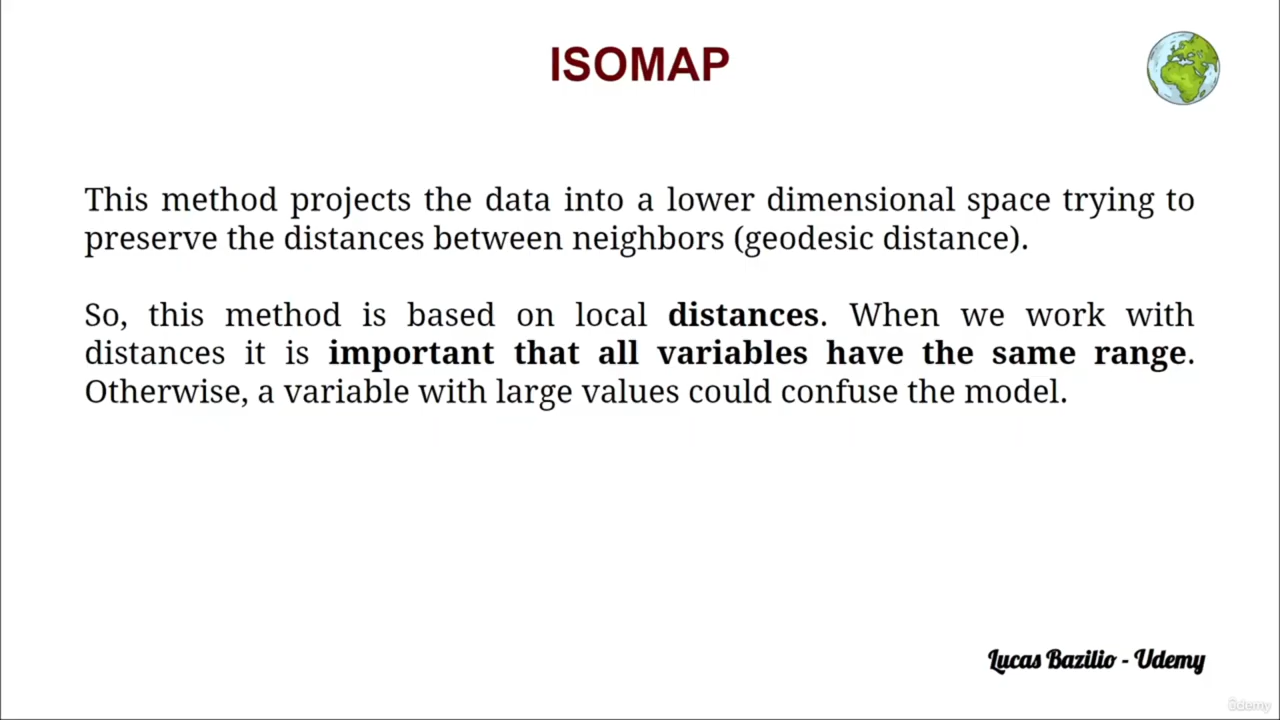 ISOMAP
This method projects the data into a lower dimensional space trying to
preserve the distances between neighbors (geodesic distance).
So, this method is based on local distances. When we work with
distances it is important that all variables have the same range.
Otherwise, a variable with large values could confuse the model.
Lucas Bazilio - Udemy
ûdemy